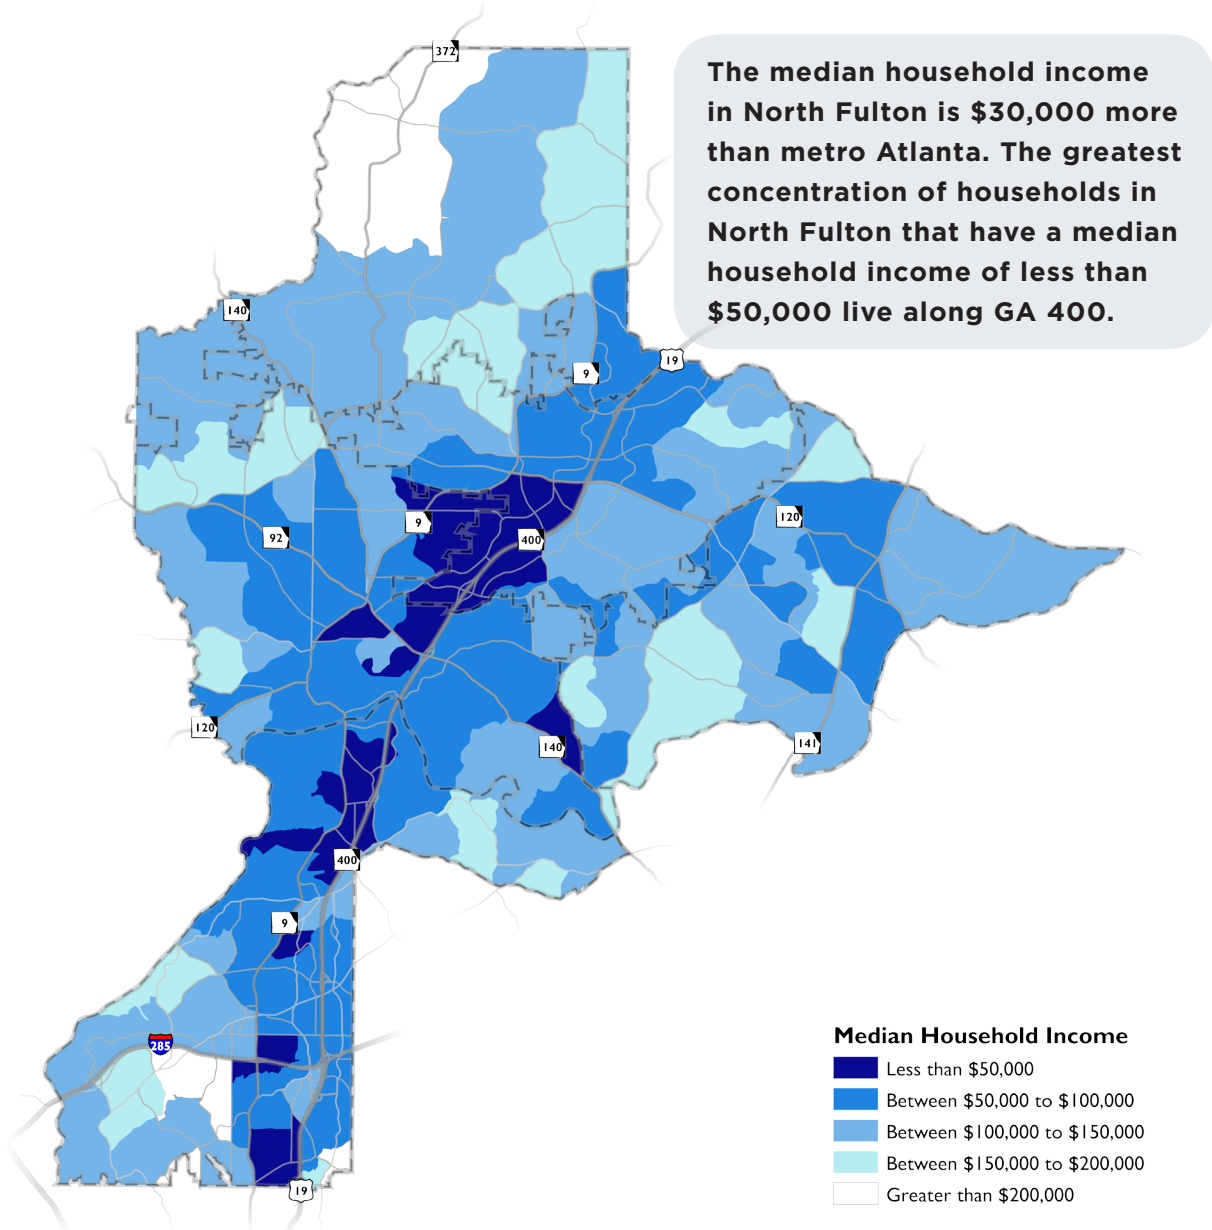 372
The median household income
in North Fulton is $30,000 more
than metro Atlanta. The greatest
concentration of households in
North Fulton that have a median
household income of less than
$50,000 live along GA 400.
140
19
9
120
9
92
400
120
141
140
400
9
285
19
Median Household Income
Less than $50,000
Between $50,000 to $100,000
Between $100,000 to $150,000
Between $150,000 to $200,000
Greater than $200,000